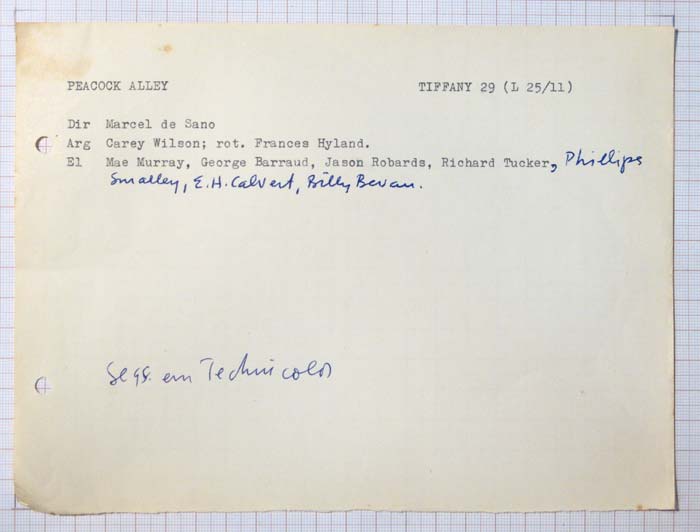 PEACOCK ALLEY TIFFANY 29 (L 25/11)
Dir Marcel de Sano
Arg Carey Wilson; rot. Frances Hyland.
El Mae Murray, George Barraud, Jason Robards, Richard Tucker, Phillips
Smalley, E.H. Calvert, Billy Bevan.
Seqs. em Technicolor